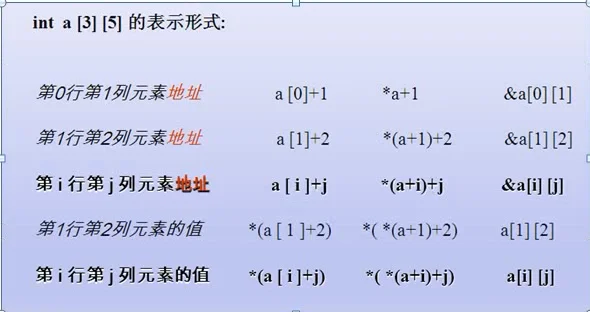 int a [3] [5] 的表示形式:
第0行第1列元素地址 a [0]+1 *a+1 &a[0] [1]
第1行第2列元素地址 a [1]+2 *(a+1)+2 &a[1] [2]
第 i 行第 j 列元素地址 a [ i ]+j *(a+i)+j &a[i] [j]
第1行第2列元素的值 *(a [ 1 ]+2) *( *(a+1)+2) a[1] [2]
第 i 行第 j 列元素的值 *(a [ i ]+j) *( *(a+i)+j) a[i] [j]